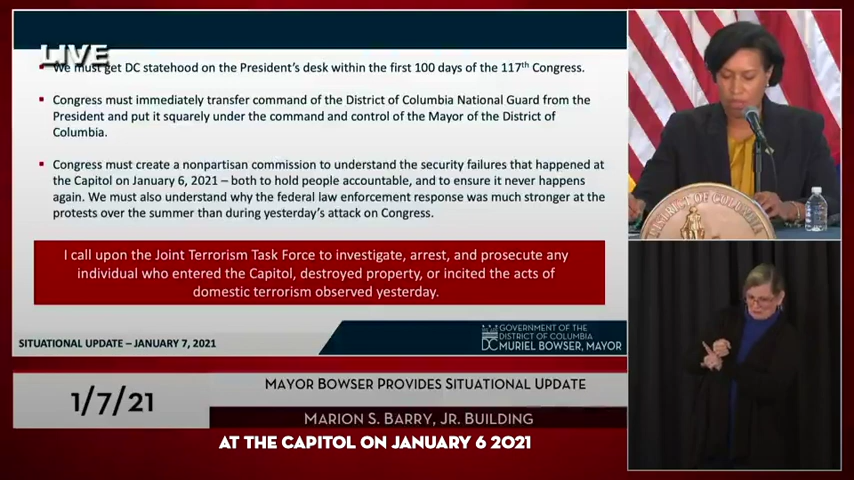 LIVE
We must get DC statehood on the President's desk within the first 100 days of the 117th Congress.
Congress must immediately transfer command of the District of Columbia National Guard from the
President and put it squarely under the command and control of the Mayor of the District of
Columbia.
Congress must create a nonpartisan commission to understand the security failures that happened at
the Capitol on January 6, 2021 – both to hold people accountable, and to ensure it never happens
again. We must also understand why the federal law enforcement response was much stronger at the
protests over the summer than during yesterday's attack on Congress.
I call upon the Joint Terrorism Task Force to investigate, arrest, and prosecute any
individual who entered the Capitol, destroyed property, or incited the acts of
domestic terrorism observed yesterday.
SITUATIONAL UPDATE – JANUARY 7, 2021
GOVERNMENT OF THE
DISTRICT OF COLUMBIA
DC MURIEL BOWSER, MAYOR
DISTRICT OF COLUMBIA
1/7/21
MAYOR BOWSER PROVIDES SITUATIONAL UPDATE
MARION S. BARRY, JR. BUILDING
AT THE CAPITOL ON JANUARY 6 2021